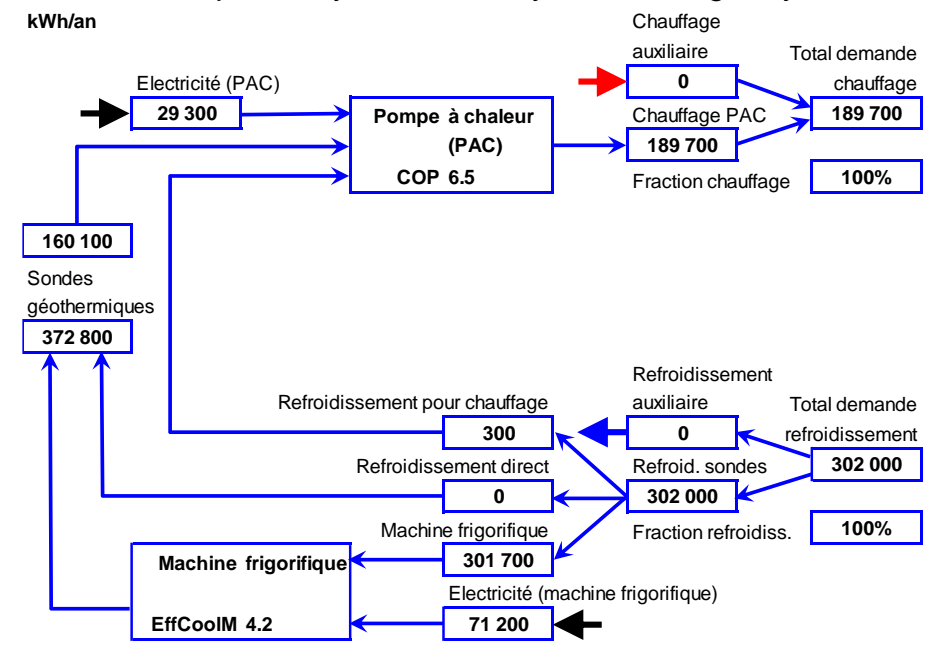 kWh/an
Chauffage
auxiliaire
0
Total demande
chauffage
189 700
Electricité (PAC)
29 300
Pompe à chaleur
(PAC)
COP 6.5
Chauffage PAC
189 700
Fraction chauffage
100%
160 100
Sondes
géothermiques
372 800
Refroidissement
auxiliaire
0
Total demande
refroidissement
302 000
Refroidissement pour chauffage
300
Refroidissement direct
0
Refroid. sondes
302 000
Fraction refroidiss.
100%
Machine frigorifique
301 700
Machine frigorifique
EffCoolM 4.2
Electricité (machine frigorifique)
71 200